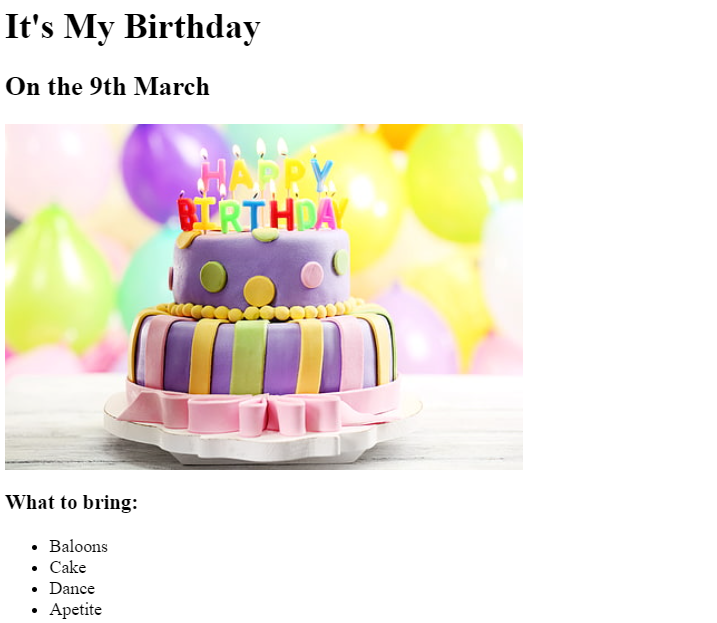 It's My Birthday
On the 9th March
HAPPY
BIRTHDAY
What to bring:
Baloons
Cake
Dance
Apetite